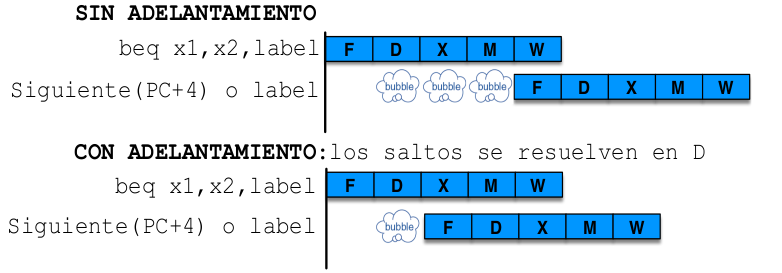 SIN ADELANTAMIENTO
beq x1,x2,label F D X M W
Siguiente(PC+4) o label bubble bubble bubble F D X M W
CON ADELANTAMIENTO:los saltos se resuelven en D
beq x1,x2,label F D X M W
Siguiente(PC+4) o label bubble F D X M W